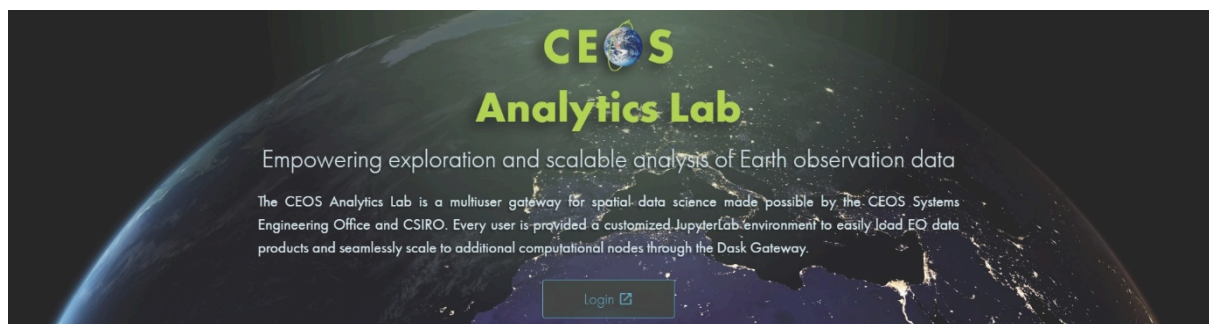 CEOS
Analytics Lab
Empowering exploration and scalable analysis of Earth observation data
The CEOS Analytics Lab is a multiuser gateway for spatial data science made possible by the CEOS Systems
Engineering Office and CSIRO. Every user is provided a customized JupyterLab environment to easily load EO data
products and seamlessly scale to additional computational nodes through the Dask Gateway.
Login